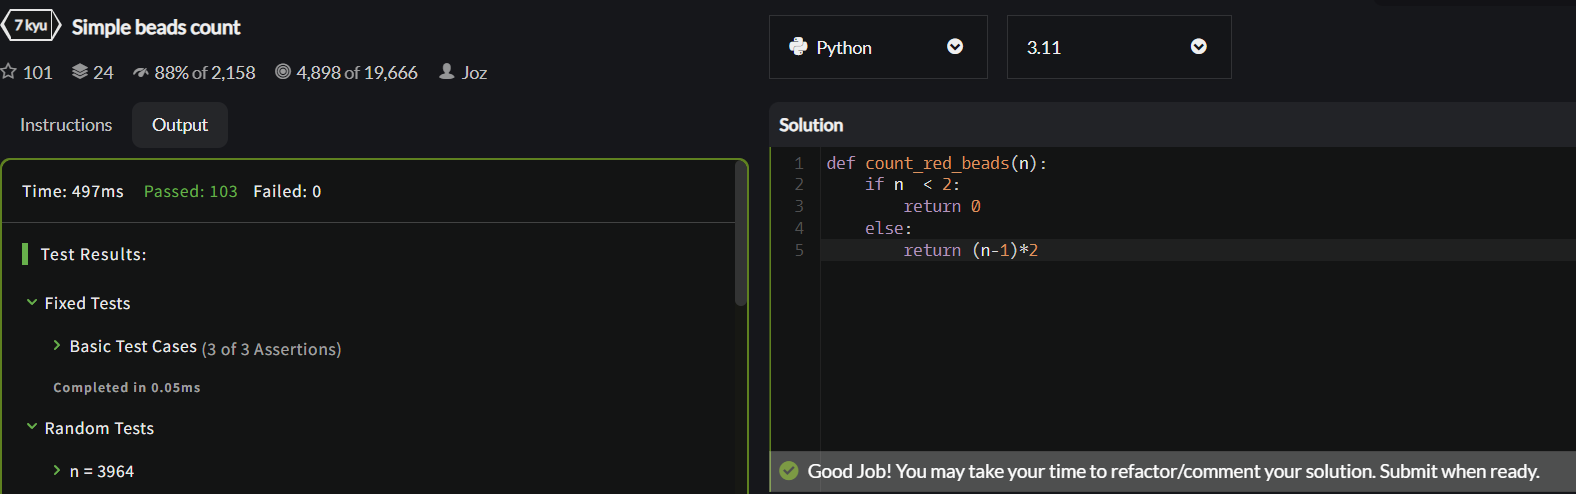 7 kyu Simple beads count
101 24 88% of 2,158 4,898 of 19,666 Joz
Instructions Output
Time: 497ms Passed: 103 Failed: 0
Test Results:
Fixed Tests
Basic Test Cases (3 of 3 Assertions)
Completed in 0.05ms
Random Tests
n = 3964
Python 3.11
Solution
1 def count_red_beads(n):
2     if n  < 2:
3         return 0
4     else:
5         return (n-1)*2
Good Job! You may take your time to refactor/comment your solution. Submit when ready.